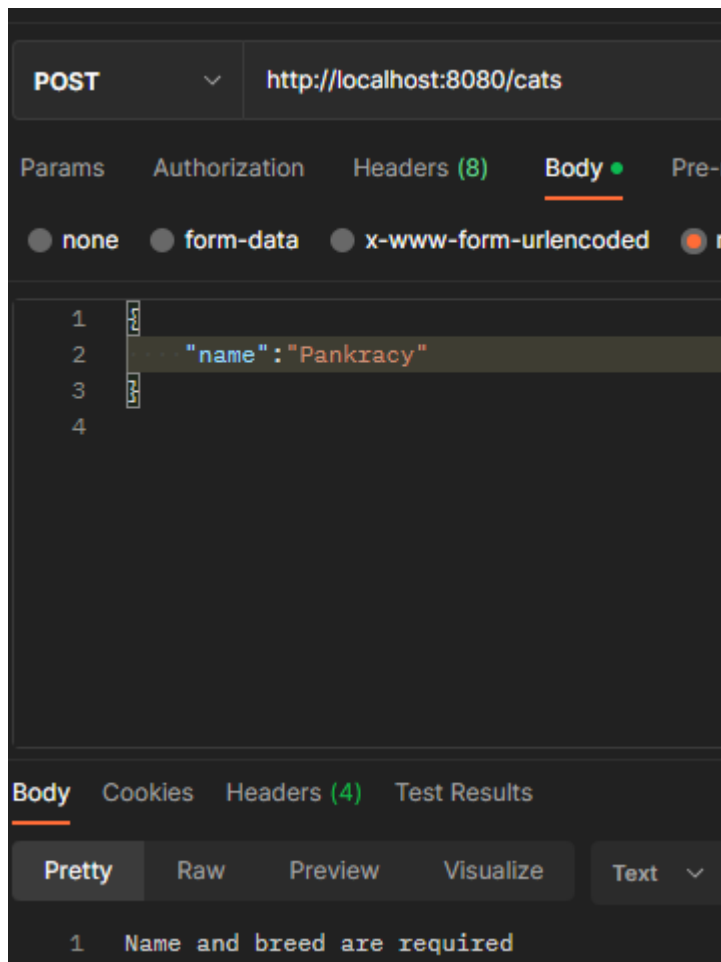 POST http://localhost:8080/cats
Params Authorization Headers (8) Body Pre-
none form-data x-www-form-urlencoded
1 {
2 "name":"Pankracy"
3 }
4
Body Cookies Headers (4) Test Results
Pretty Raw Preview Visualize Text
1 Name and breed are required